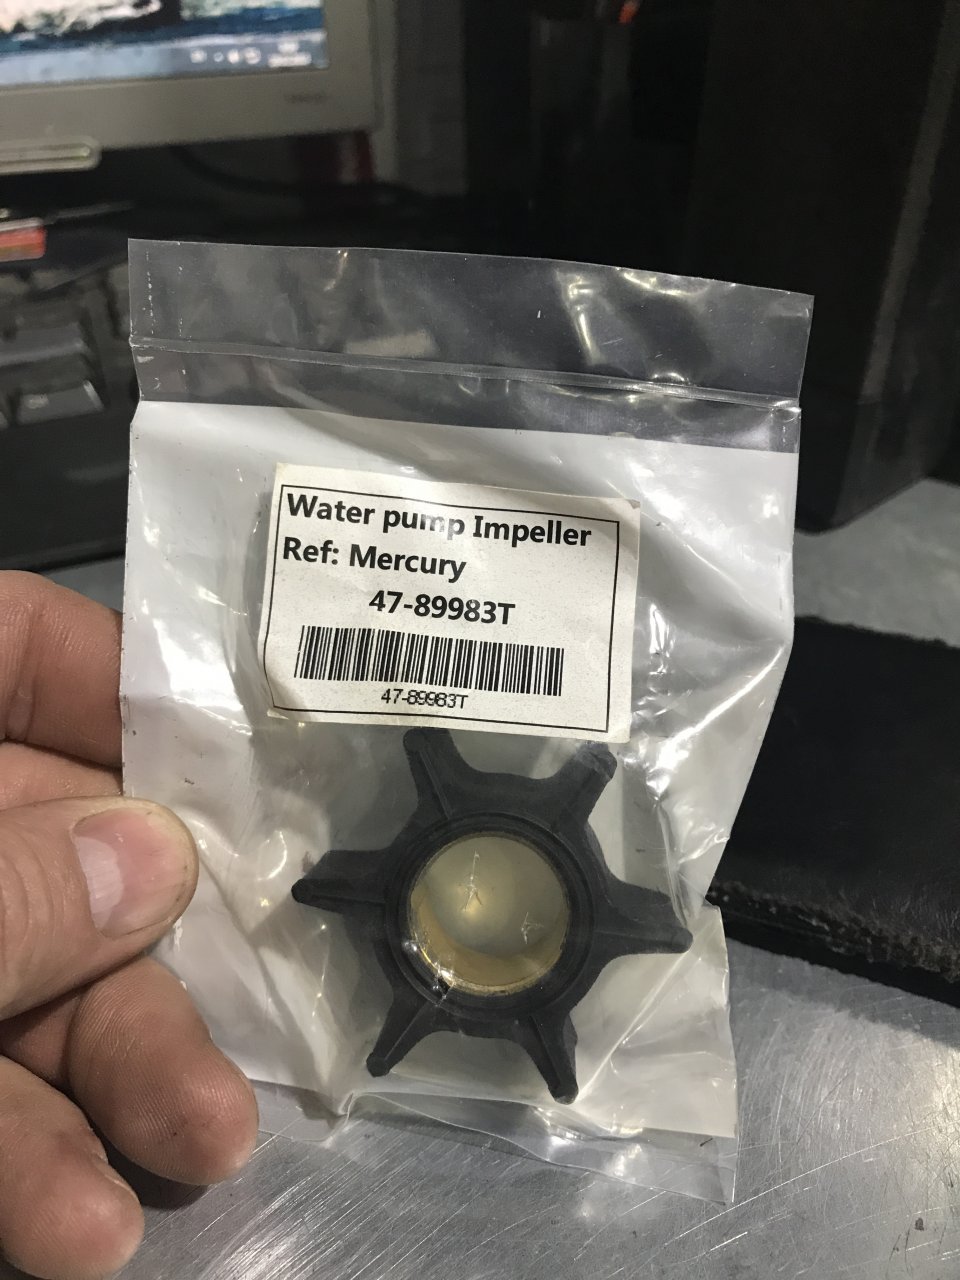 Water pump Impeller
Ref: Mercury
47-89983T
47-89983T